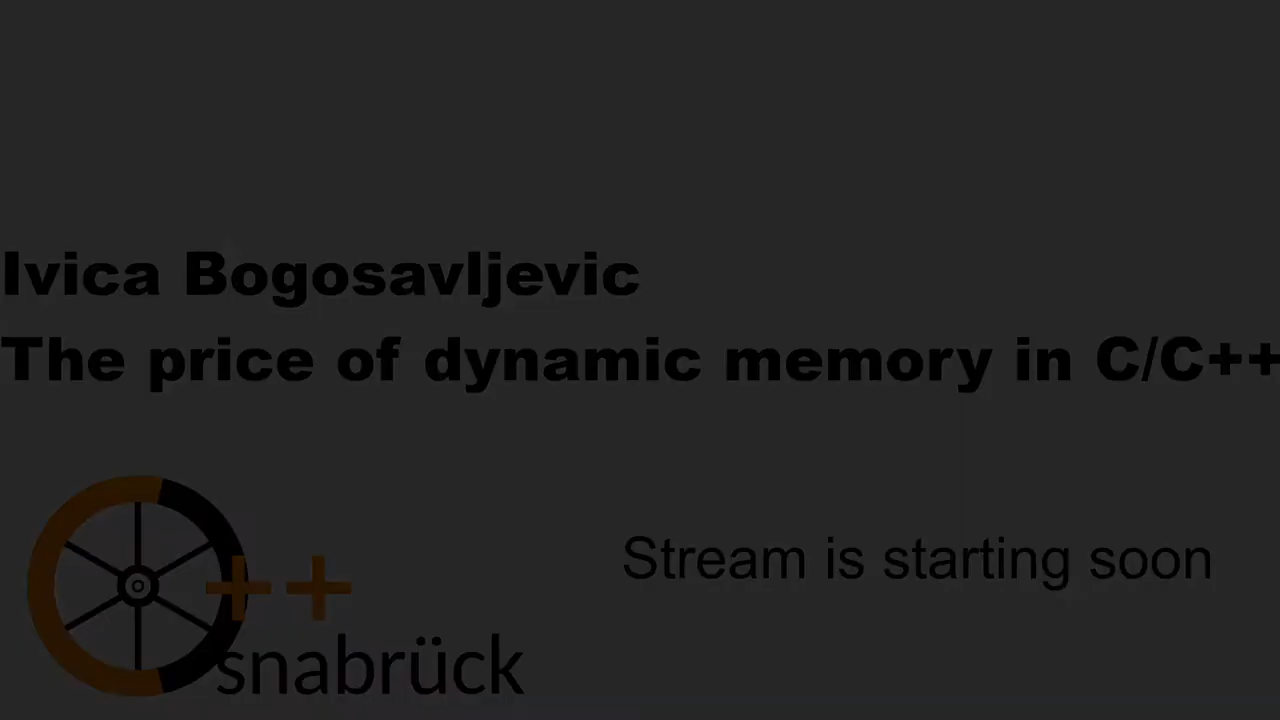 Ivica Bogosavljevic
The price of dynamic memory in C/C++
Stream is starting soon
++
snabrück